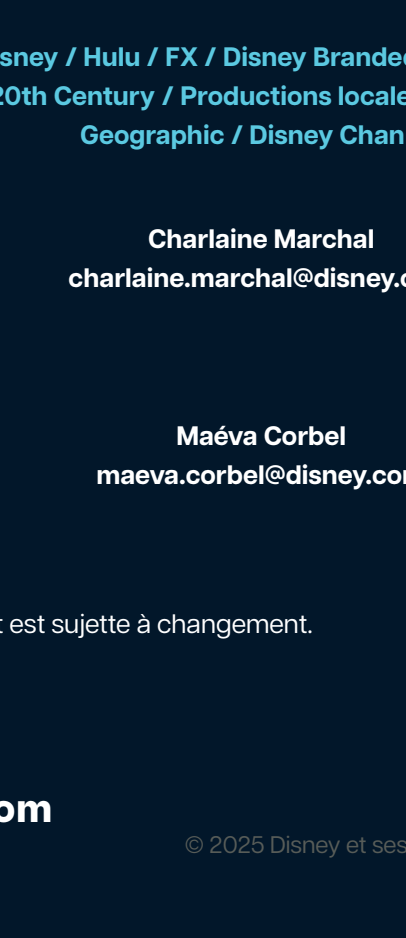 sney / Hulu / FX / Disney Brande
20th Century / Productions locale
Geographic / Disney Chan
Charlaine Marchal
charlaine.marchal@disney.c
Maéva Corbel
maeva.corbel@disney.co
t est sujette à changement.
om
© 2025 Disney et ses